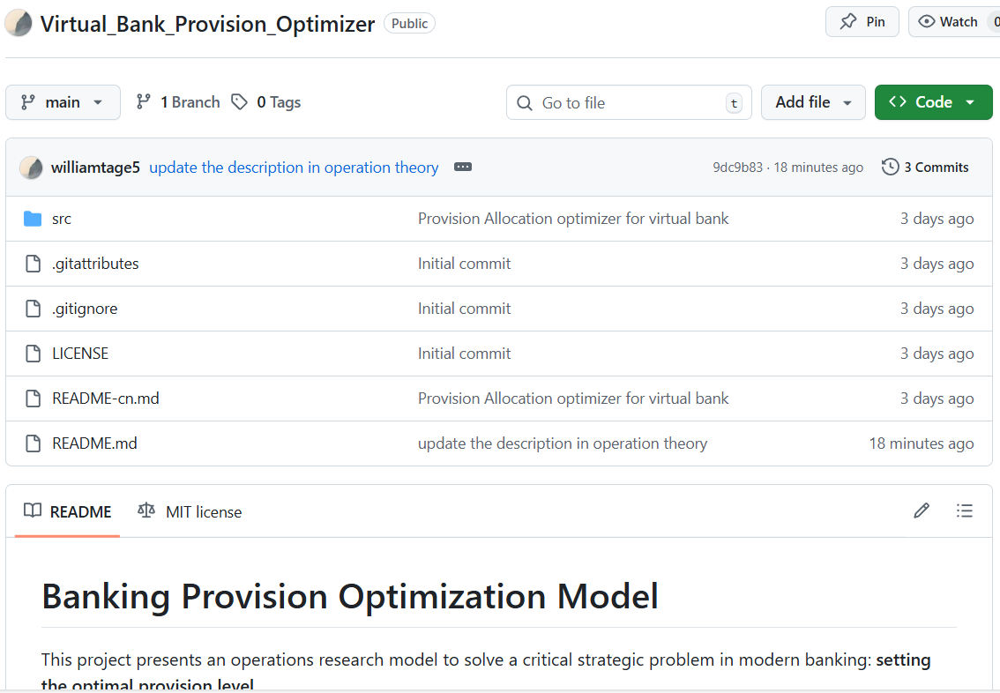 Virtual_Bank_Provision_Optimizer Public Pin Watch 0
main 1 Branch 0 Tags Go to file t Add file Code
williamtage5 update the description in operation theory 9dc9b83 · 18 minutes ago 3 Commits
src Provision Allocation optimizer for virtual bank 3 days ago
.gitattributes Initial commit 3 days ago
.gitignore Initial commit 3 days ago
LICENSE Initial commit 3 days ago
README-cn.md Provision Allocation optimizer for virtual bank 3 days ago
README.md update the description in operation theory 18 minutes ago
README MIT license
Banking Provision Optimization Model
This project presents an operations research model to solve a critical strategic problem in modern banking: setting
the optimal provision level